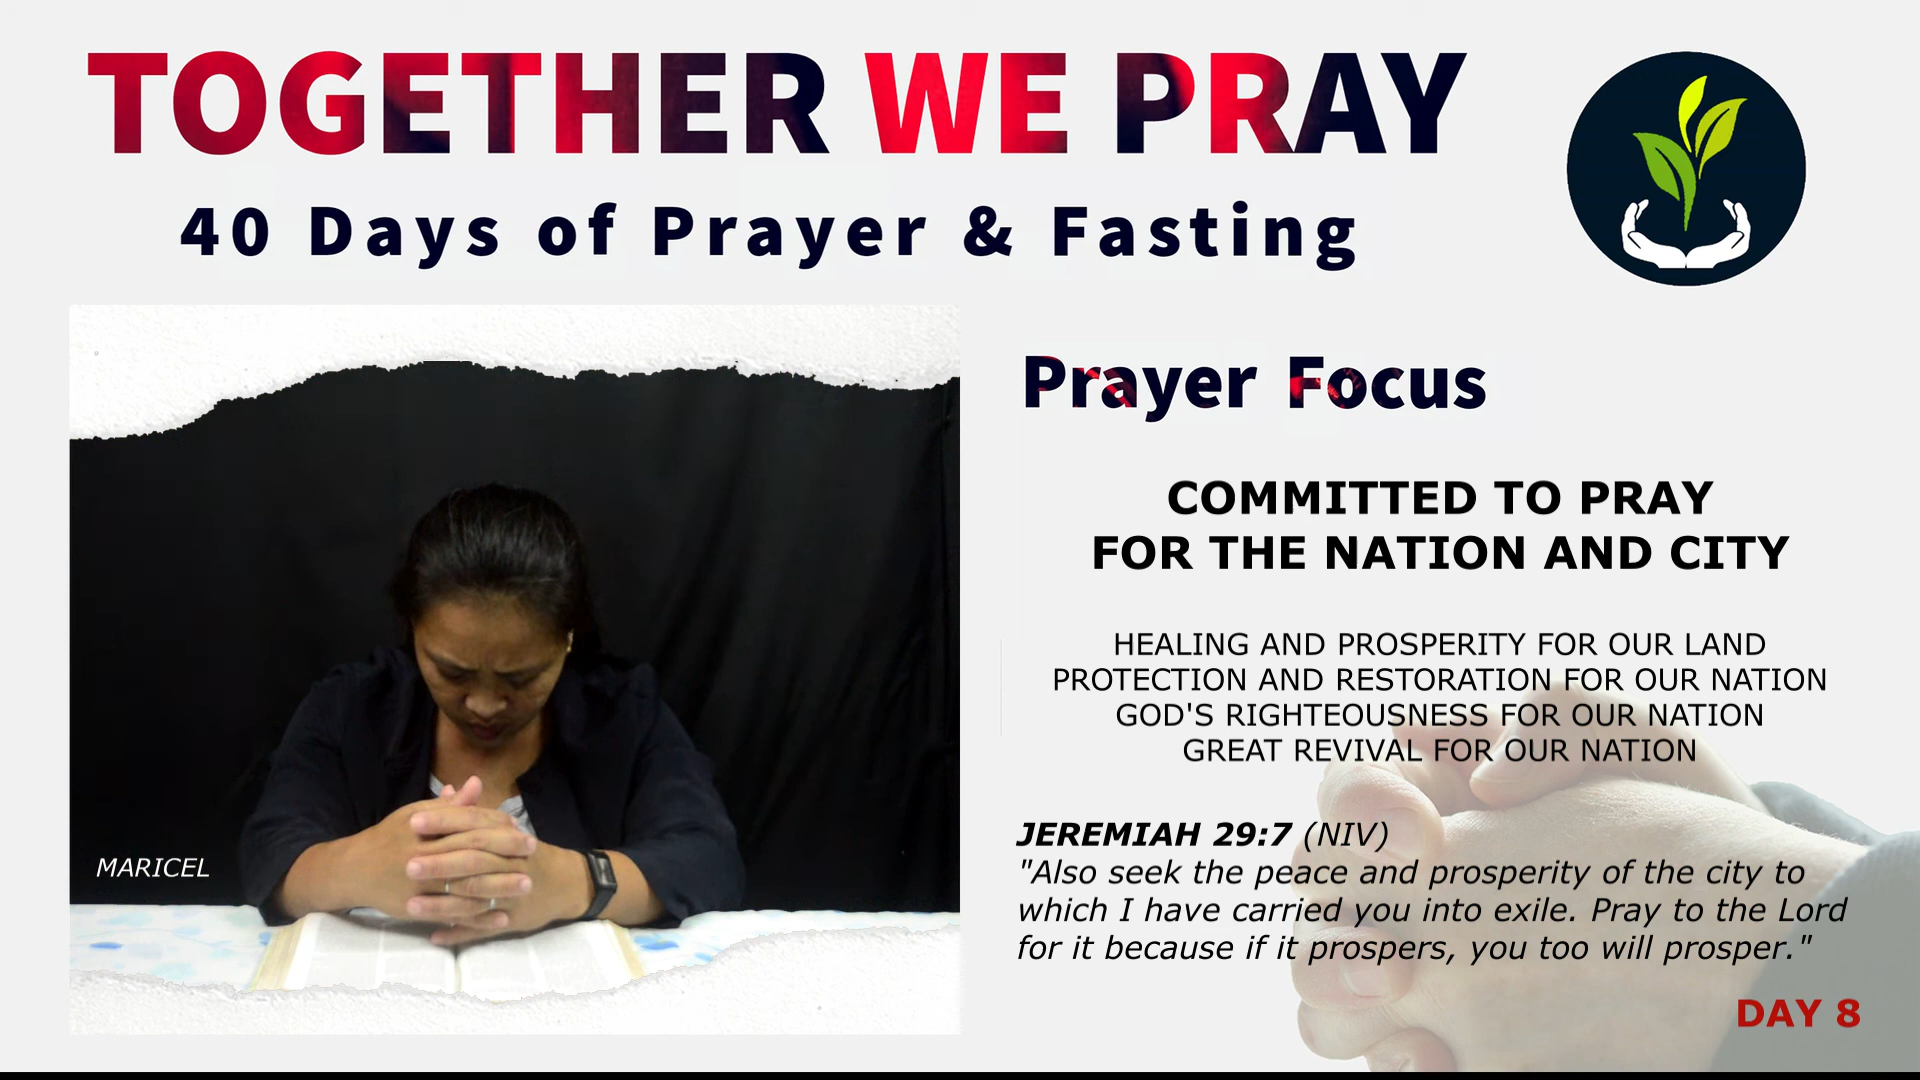 TOGETHER WE PRAY
40 Days of Prayer & Fasting
Prayer Focus
COMMITTED TO PRAY
FOR THE NATION AND CITY
HEALING AND PROSPERITY FOR OUR LAND
PROTECTION AND RESTORATION FOR OUR NATION
GOD'S RIGHTEOUSNESS FOR OUR NATION
GREAT REVIVAL FOR OUR NATION
MARICEL
JEREMIAH 29:7 (NIV)
"Also seek the peace and prosperity of the city to
which I have carried you into exile. Pray to the Lord
for it because if it prospers, you too will prosper."
DAY 8